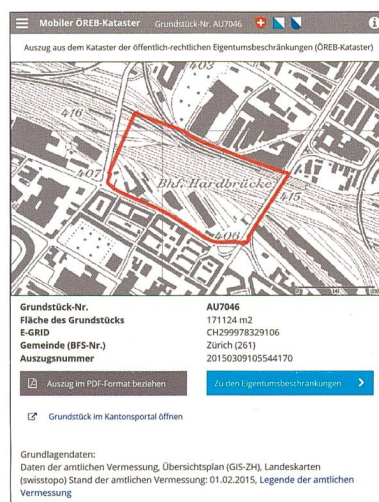 Mobiler ÖREB-Kataster Grundstück-Nr. AU7046
Auszug aus dem Kataster der öffentlich-rechtlichen Eigentumsbeschränkungen (ÖREB-Kataster)
403
416
407
Bhf. Hardbrücke
415
406
Grundstück-Nr. AU7046
Fläche des Grundstücks 171124 m2
E-GRID CH299978329106
Gemeinde (BFS-Nr.) Zürich (261)
Auszugsnummer 20150309105544170
Auszug im PDF-Format beziehen Zu den Eigentumsbeschränkungen
Grundstück im Kantonsportal öffnen
Grundlagendaten:
Daten der amtlichen Vermessung, Übersichtsplan (GIS-ZH), Landeskarten
(swisstopo) Stand der amtlichen Vermessung: 01.02.2015, Legende der amtlichen
Vermessung